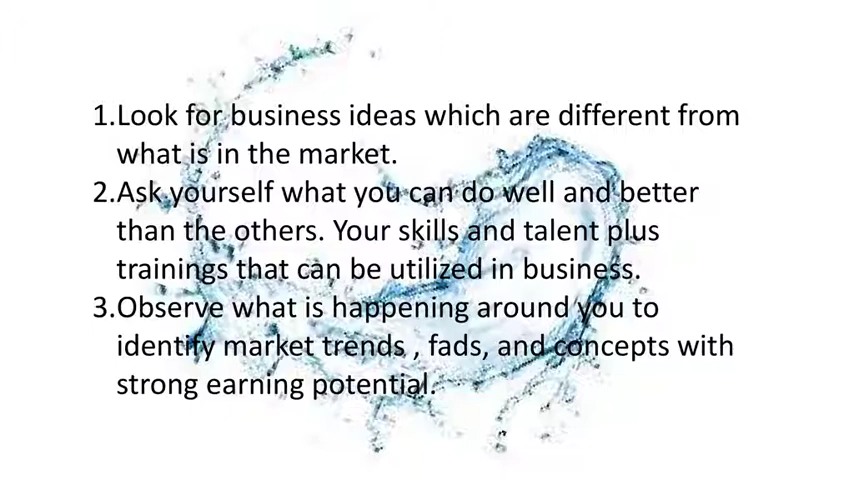 1.Look for business ideas which are different from
what is in the market.
2.Ask yourself what you can do well and better
than the others. Your skills and talent plus
trainings that can be utilized in business.
3.Observe what is happening around you to
identify market trends , fads, and concepts with
strong earning potential.